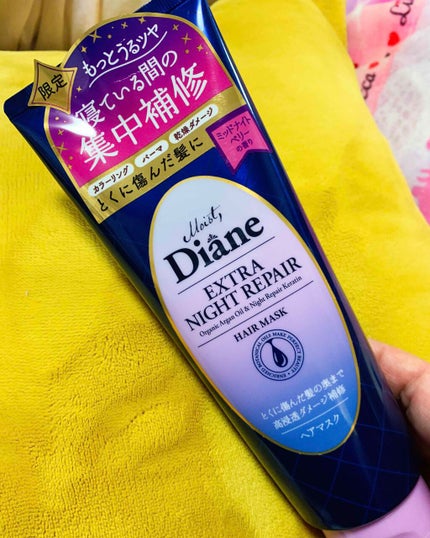 限定
もっとうるツヤ
寝ている間の
集中補修
カラーリング パーマ 乾燥ダメージ
とくに傷んだ髪に
ミッドナイト
ベリーの香り
Moist,
Diane
EXTRA
NIGHT REPAIR
Organic Argan Oil & Night Repair Keratin
HAIR MASK
とくに傷んだ髪の奥まで
高浸透ダメージ補修
ヘアマスク